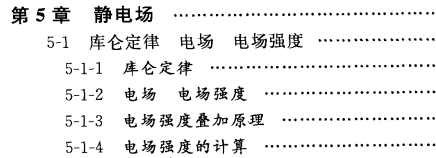 第5章 静电场 ……………………………………
5-1 库仑定律 电场 电场强度 ………………
5-1-1 库仑定律 ………………………………
5-1-2 电场 电场强度 …………………………
5-1-3 电场强度叠加原理 ……………………
5-1-4 电场强度的计算 ………………………